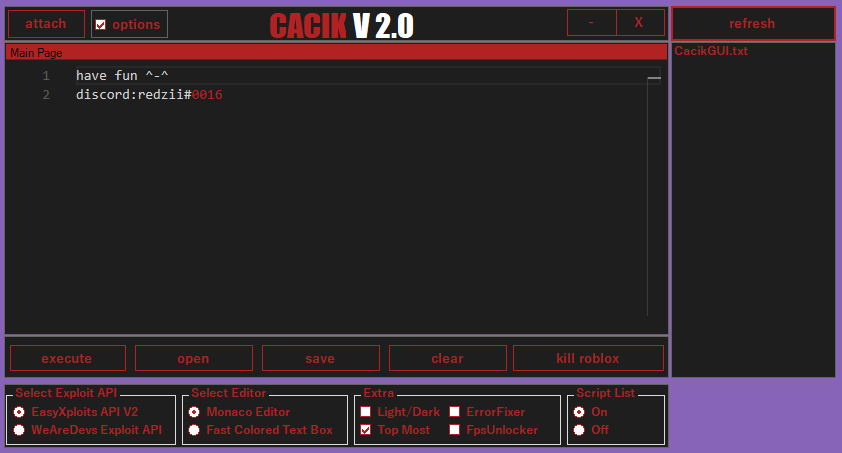 attach
options
CACIK V 2.0
-
X
refresh
Main Page
CacikGUI.txt
1 have fun ^-^
2 discord:redzii#0016
execute
open
save
clear
kill roblox
Select Exploit API
EasyXploits API V2
WeAreDevs Exploit API
Select Editor
Monaco Editor
Fast Colored Text Box
Extra
Light/Dark
ErrorFixer
Top Most
FpsUnlocker
Script List
On
Off